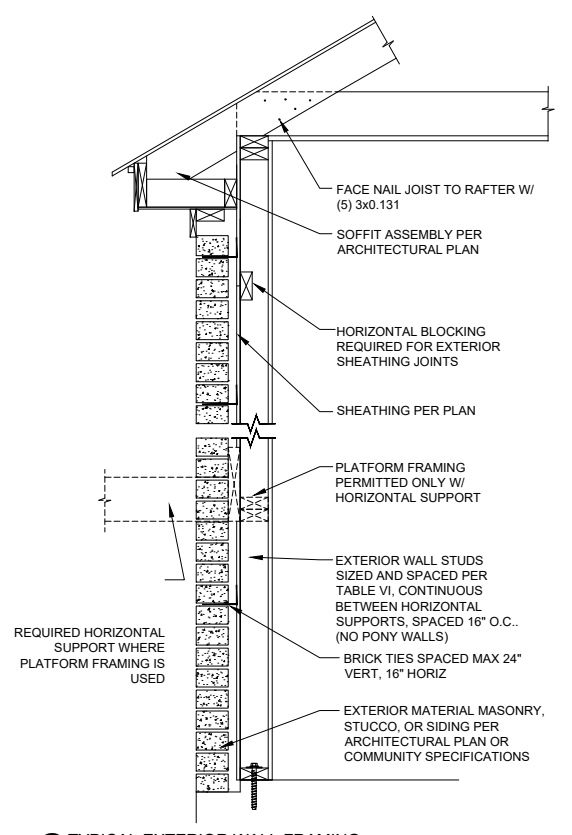 FACE NAIL JOIST TO RAFTER W/
(5) 3x0.131
SOFFIT ASSEMBLY PER
ARCHITECTURAL PLAN
HORIZONTAL BLOCKING
REQUIRED FOR EXTERIOR
SHEATHING JOINTS
SHEATHING PER PLAN
PLATFORM FRAMING
PERMITTED ONLY W/
HORIZONTAL SUPPORT
EXTERIOR WALL STUDS
SIZED AND SPACED PER
TABLE VI, CONTINUOUS
BETWEEN HORIZONTAL
SUPPORTS, SPACED 16" O.C..
(NO PONY WALLS)
REQUIRED HORIZONTAL
SUPPORT WHERE
PLATFORM FRAMING IS
USED
BRICK TIES SPACED MAX 24"
VERT, 16" HORIZ
EXTERIOR MATERIAL MASONRY,
STUCCO, OR SIDING PER
ARCHITECTURAL PLAN OR
COMMUNITY SPECIFICATIONS
TYPICAL EXTERIOR WALL FRAMING